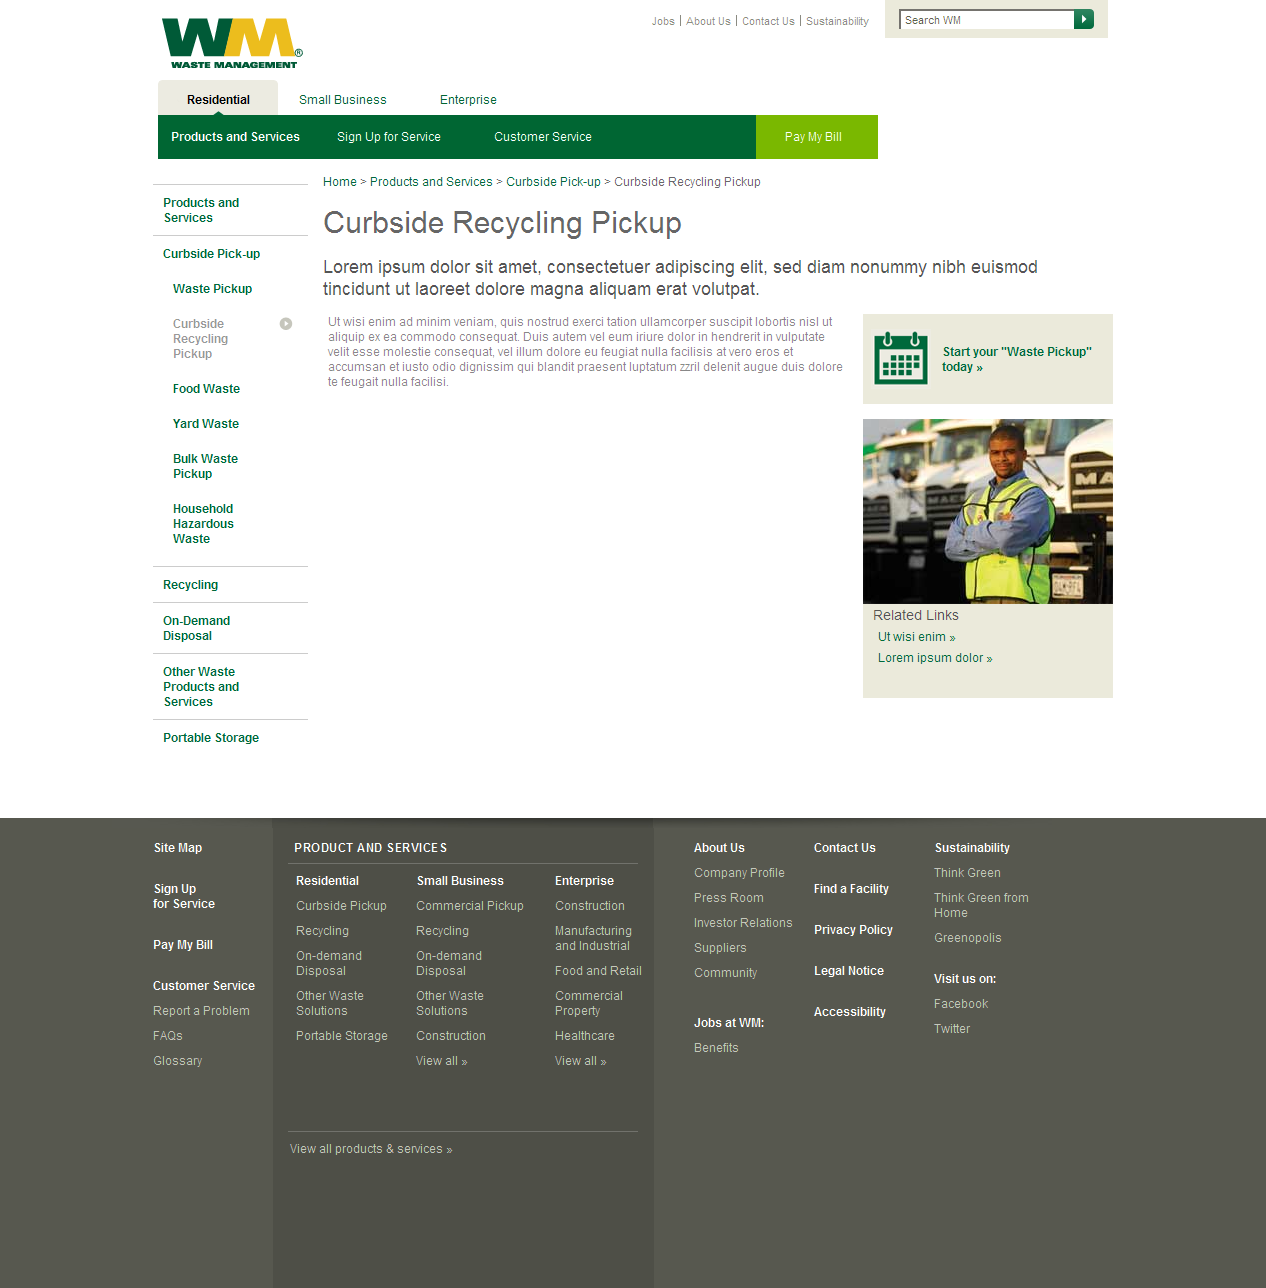 WM®
WASTE MANAGEMENT
Jobs | About Us | Contact Us | Sustainability
Search WM
Residential
Small Business
Enterprise
Products and Services
Sign Up for Service
Customer Service
Pay My Bill
Home > Products and Services > Curbside Pick-up > Curbside Recycling Pickup
Products and
Services
Curbside Pick-up
Waste Pickup
Curbside
Recycling
Pickup
Food Waste
Yard Waste
Bulk Waste
Pickup
Household
Hazardous
Waste
Recycling
On-Demand
Disposal
Other Waste
Products and
Services
Portable Storage
Curbside Recycling Pickup
Lorem ipsum dolor sit amet, consectetuer adipiscing elit, sed diam nonummy nibh euismod
tincidunt ut laoreet dolore magna aliquam erat volutpat.
Ut wisi enim ad minim veniam, quis nostrud exerci tation ullamcorper suscipit lobortis nisl ut
aliquip ex ea commodo consequat. Duis autem vel eum iriure dolor in hendrerit in vulputate
velit esse molestie consequat, vel illum dolore eu feugiat nulla facilisis at vero eros et
accumsan et iusto odio dignissim qui blandit praesent luptatum zzril delenit augue duis dolore
te feugait nulla facilisi.
Start your "Waste Pickup"
today »
MACK
Related Links
Ut wisi enim »
Lorem ipsum dolor »
Site Map
Sign Up
for Service
Pay My Bill
Customer Service
Report a Problem
FAQs
Glossary
PRODUCT AND SERVICES
Residential
Curbside Pickup
Recycling
On-demand
Disposal
Other Waste
Solutions
Portable Storage
Small Business
Commercial Pickup
Recycling
On-demand
Disposal
Other Waste
Solutions
Construction
View all »
Enterprise
Construction
Manufacturing
and Industrial
Food and Retail
Commercial
Property
Healthcare
View all »
View all products & services »
About Us
Company Profile
Press Room
Investor Relations
Suppliers
Community
Jobs at WM:
Benefits
Contact Us
Find a Facility
Privacy Policy
Legal Notice
Accessibility
Sustainability
Think Green
Think Green from
Home
Greenopolis
Visit us on:
Facebook
Twitter